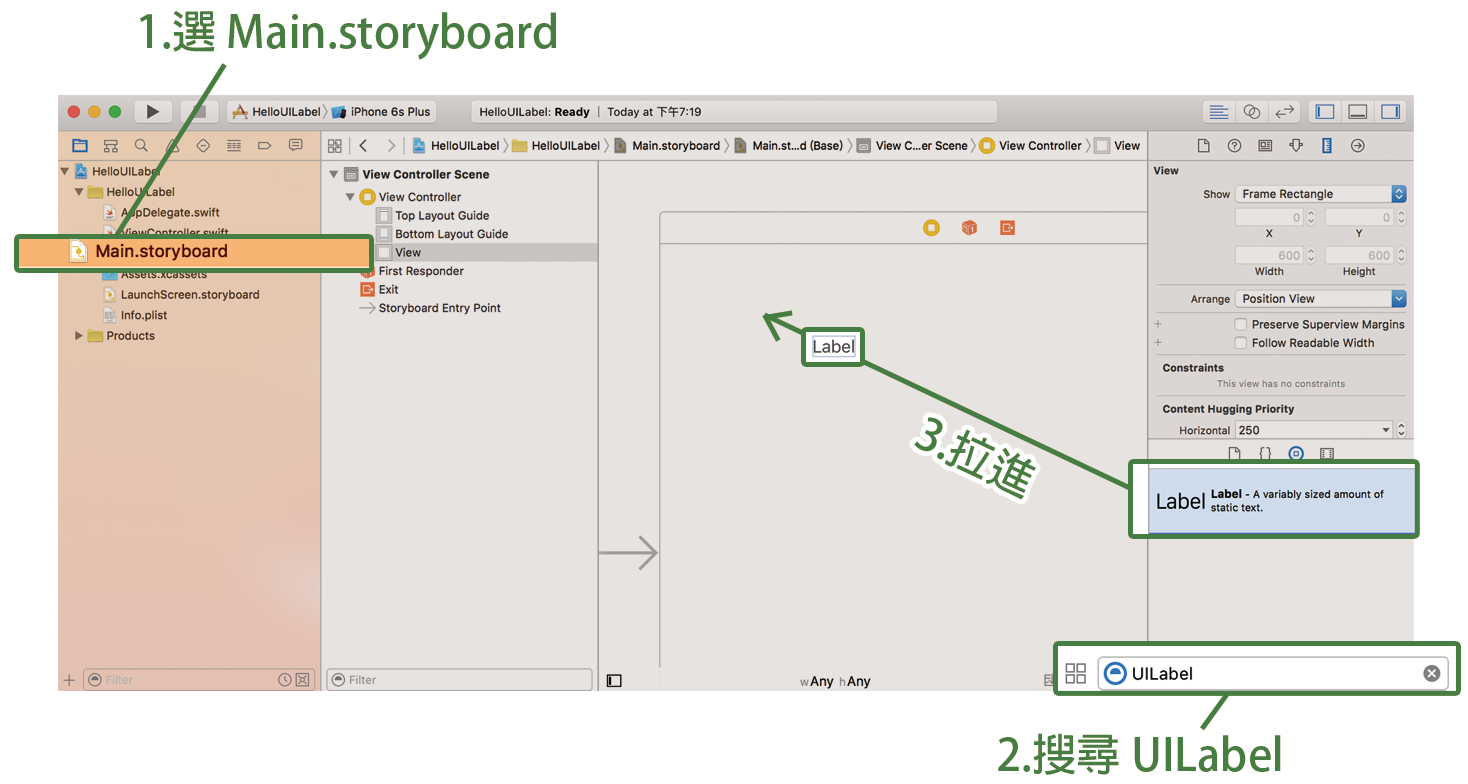 1.選 Main.storyboard
HelloUILabel iPhone 6s Plus
HelloUILabel: Ready | Today at 下午7:19
HelloUILabel HelloUILabel Main.storyboard Main.st...d (Base) View C...er Scene View Controller View
HelloUILabel
HelloUILabel
AppDelegate.swift
ViewController.swift
Main.storyboard
Assets.xcassets
LaunchScreen.storyboard
Info.plist
Products
Filter
View Controller Scene
View Controller
Top Layout Guide
Bottom Layout Guide
View
First Responder
Exit
Storyboard Entry Point
Filter
Label
3.拉進
wAny hAny
View
Show Frame Rectangle
0 0
X Y
600 600
Width Height
Arrange Position View
Preserve Superview Margins
Follow Readable Width
Constraints
This view has no constraints
Content Hugging Priority
Horizontal 250
Label Label - A variably sized amount of
static text.
UILabel
2.搜尋 UILabel